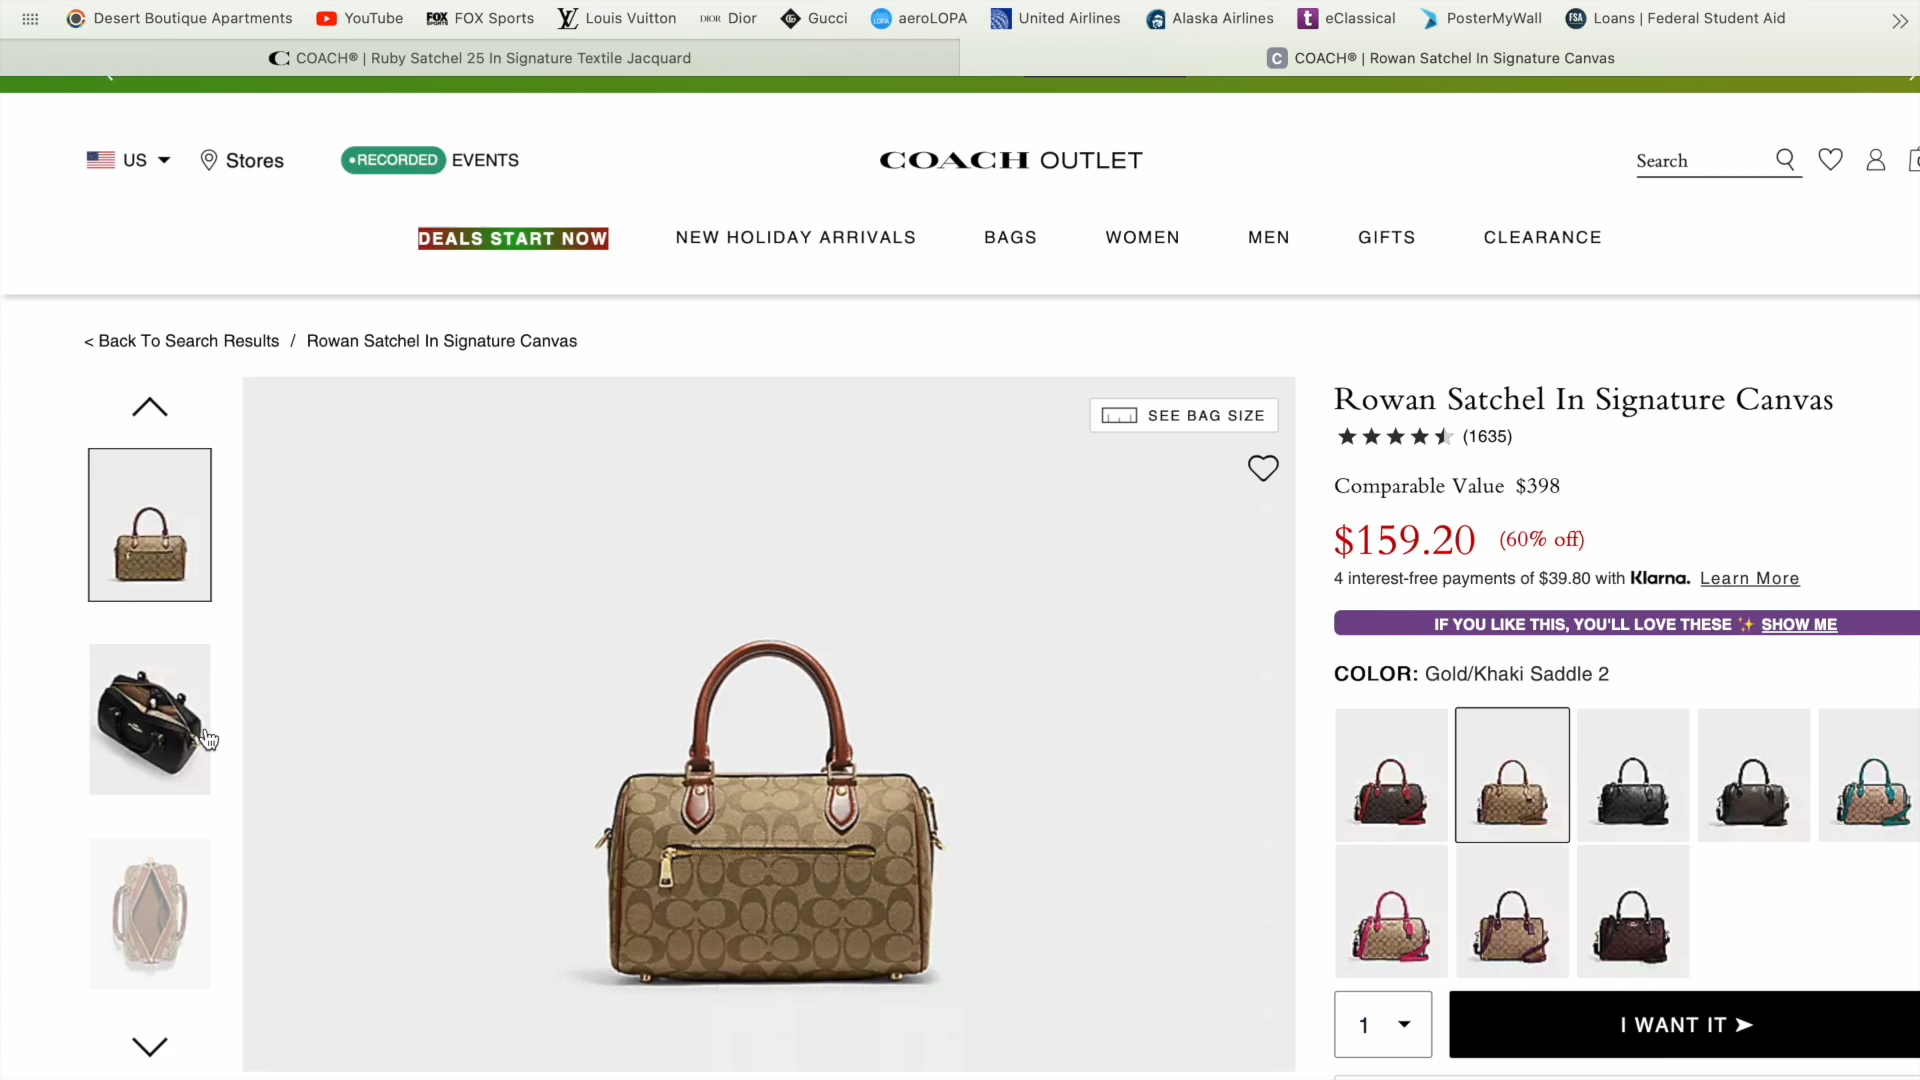 Desert Boutique Apartments YouTube FOX Sports Louis Vuitton DIOR Dior Gucci aeroLOPA United Airlines Alaska Airlines t eClassical PosterMyWall FSA Loans | Federal Student Aid
COACH® | Ruby Satchel 25 In Signature Textile Jacquard
C COACH® | Rowan Satchel In Signature Canvas
US Stores •RECORDED EVENTS COACH OUTLET Search
DEALS START NOW NEW HOLIDAY ARRIVALS BAGS WOMEN MEN GIFTS CLEARANCE
< Back To Search Results / Rowan Satchel In Signature Canvas
SEE BAG SIZE
Rowan Satchel In Signature Canvas
(1635)
Comparable Value $398
$159.20 (60% off)
4 interest-free payments of $39.80 with Klarna. Learn More
IF YOU LIKE THIS, YOU'LL LOVE THESE ✨ SHOW ME
COLOR: Gold/Khaki Saddle 2
1 I WANT IT ➤